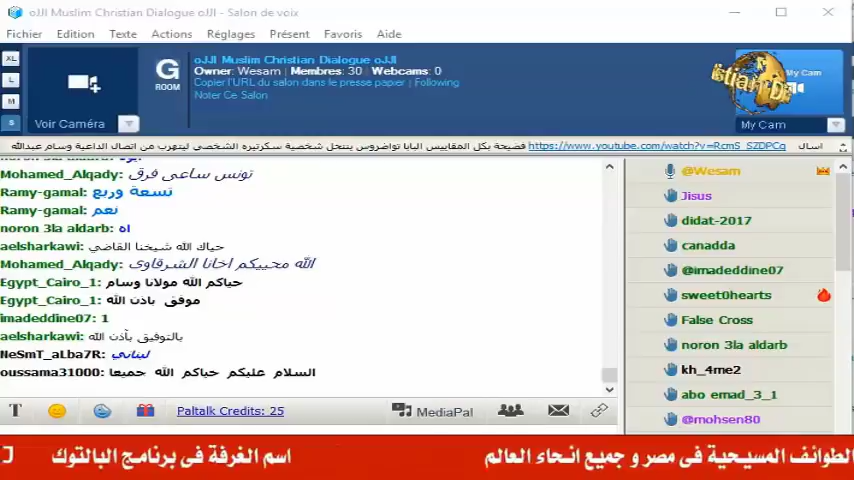 oJJl Muslim Christian Dialogue oJJl - Salon de voix
Fichier Edition Texte Actions Réglages Présent Favoris Aide
XL
L
M
S
Voir Caméra
G
ROOM
oJJl Muslim Christian Dialogue oJJl
Owner: Wesam | Membres: 30 | Webcams: 0
Copier l'URL du salon dans le presse papier | Following
Noter Ce Salon
My Cam
My Cam
فضيحة بكل المقاييس البابا تواضروس ينتحل شخصية سكرتيره الشخصي ليتهرب من اتصال الداعية وسام عبدالله https://www.youtube.com/watch?v=RcmS_SZDPCg اسال
Mohamed_Alqady: تونس ساعى فرق
Ramy-gamal: تسعة وربع
Ramy-gamal: نعم
noron 3la aldarb: اه
aelsharkawi: حياك الله شيخنا القاضي
Mohamed_Alqady: الله محييكم اخانا الشرقاوى
Egypt_Cairo_1: حياكم الله مولانا وسام
Egypt_Cairo_1: موفق باذن الله
imadeddine07: 1
aelsharkawi: بالتوفيق بأذن الله
NeSmT_aLba7R: لبناني
oussama31000: السلام عليكم حياكم الله جميعا
@Wesam
Jisus
didat-2017
canadda
@imadeddine07
sweet0hearts
False Cross
noron 3la aldarb
kh_4me2
abo emad_3_1
@mohsen80
T Paltalk Credits: 25 MediaPal
الطوائف المسيحية فى مصر و جميع انحاء العالم
اسم الغرفة فى برنامج البالتوك